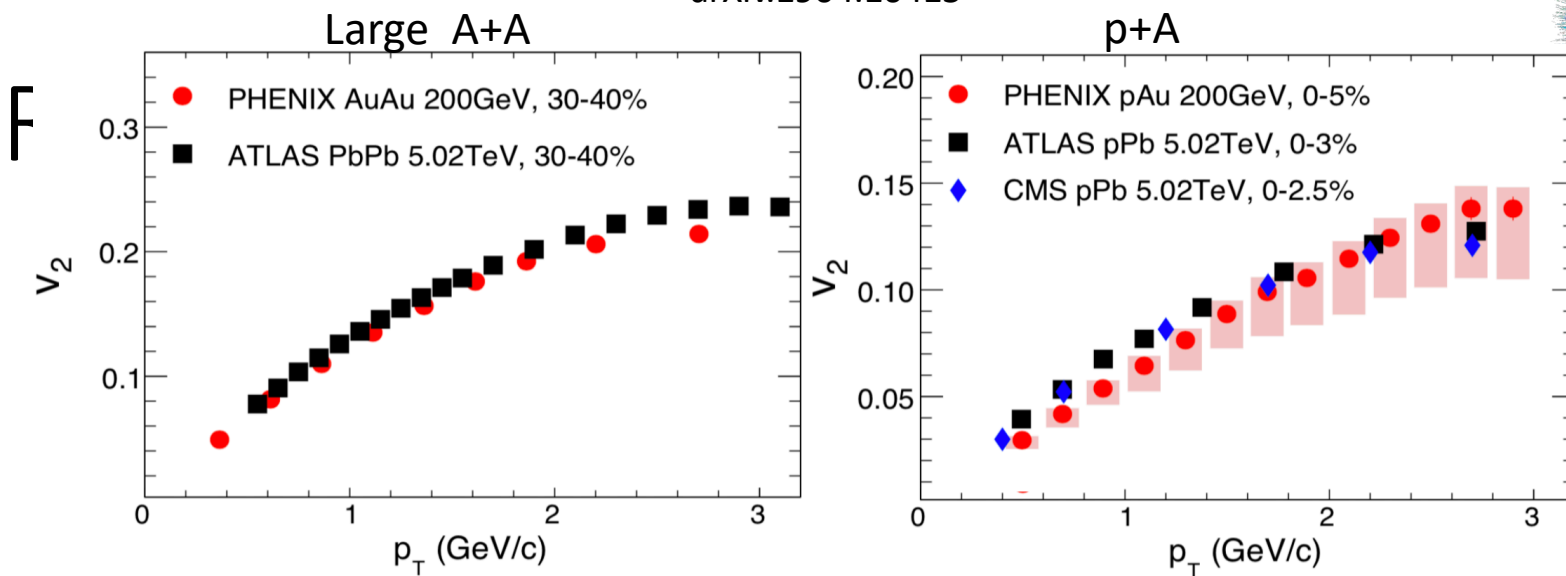 Large A+A
p+A
F
PHENIX AuAu 200GeV, 30-40%
ATLAS PbPb 5.02TeV, 30-40%
0.3
0.2
0.1
v2
0 1 2 3
pT (GeV/c)
PHENIX pAu 200GeV, 0-5%
ATLAS pPb 5.02TeV, 0-3%
CMS pPb 5.02TeV, 0-2.5%
0.20
0.15
0.10
0.05
v2
0 1 2 3
pT (GeV/c)